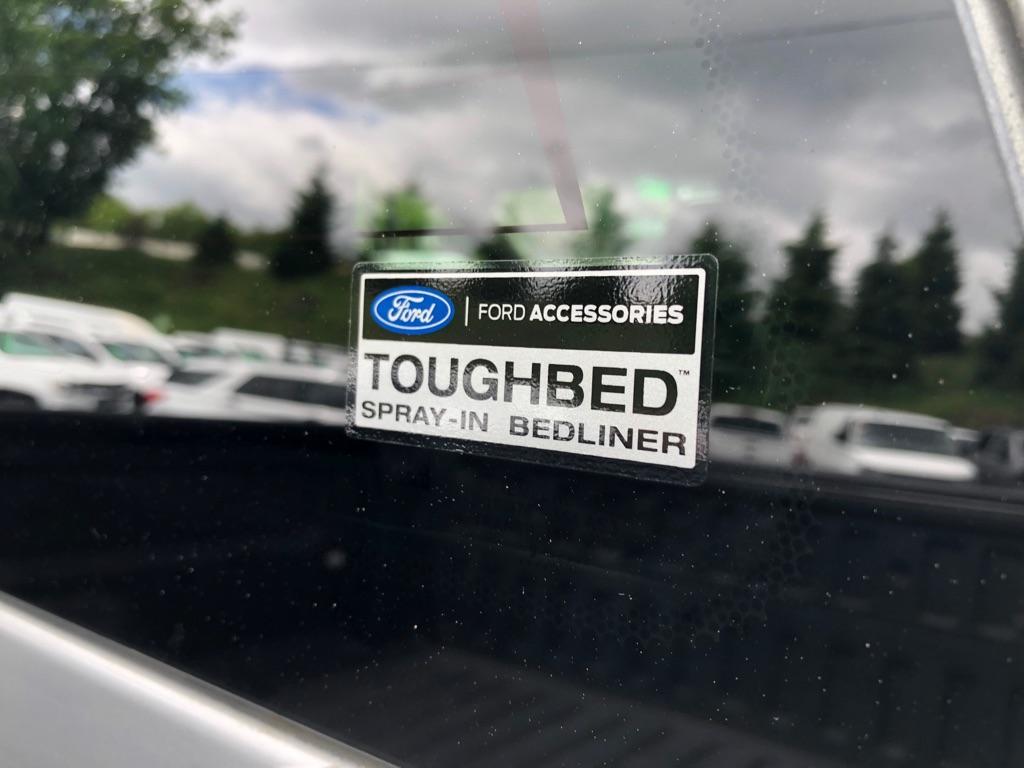 Ford | FORD ACCESSORIES
TOUGHBED™
SPRAY-IN BEDLINER